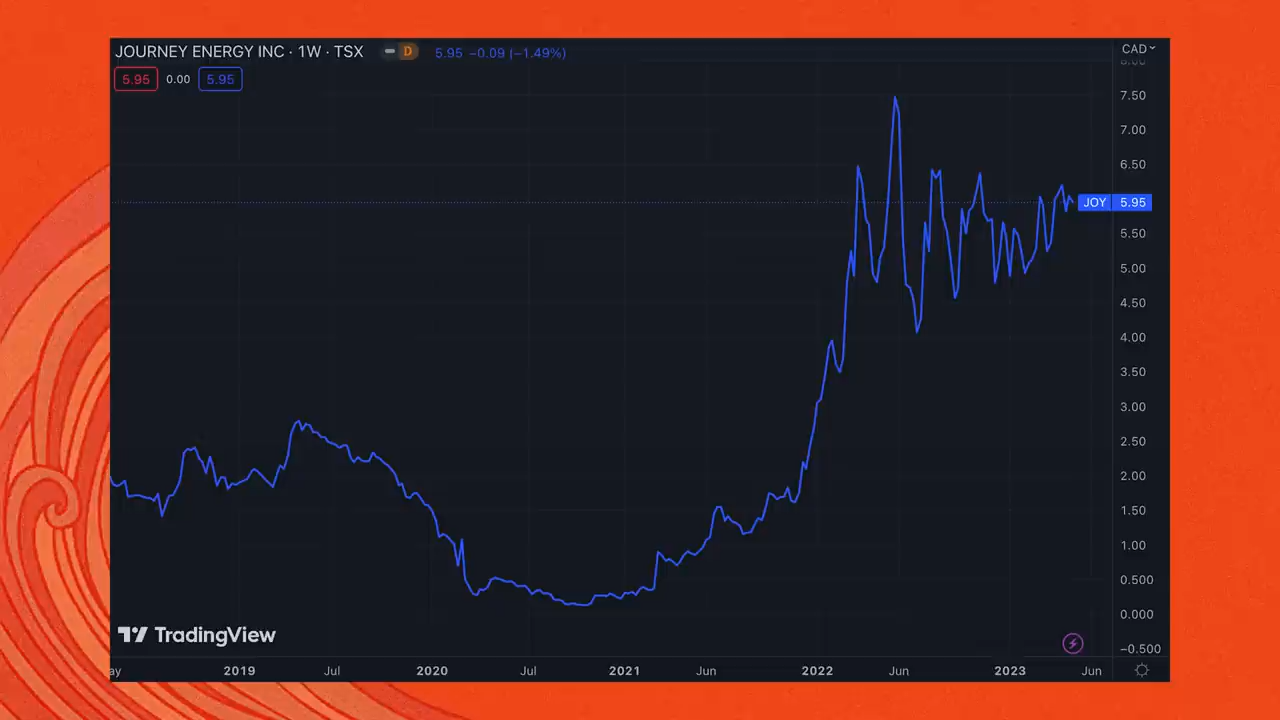 JOURNEY ENERGY INC · 1W · TSX D 5.95 −0.09 (−1.49%)
CAD
5.95 0.00 5.95
8.00
7.50
7.00
6.50
JOY 5.95
5.50
5.00
4.50
4.00
3.50
3.00
2.50
2.00
1.50
1.00
0.500
0.000
−0.500
TradingView
ay 2019 Jul 2020 Jul 2021 Jun 2022 Jun 2023 Jun